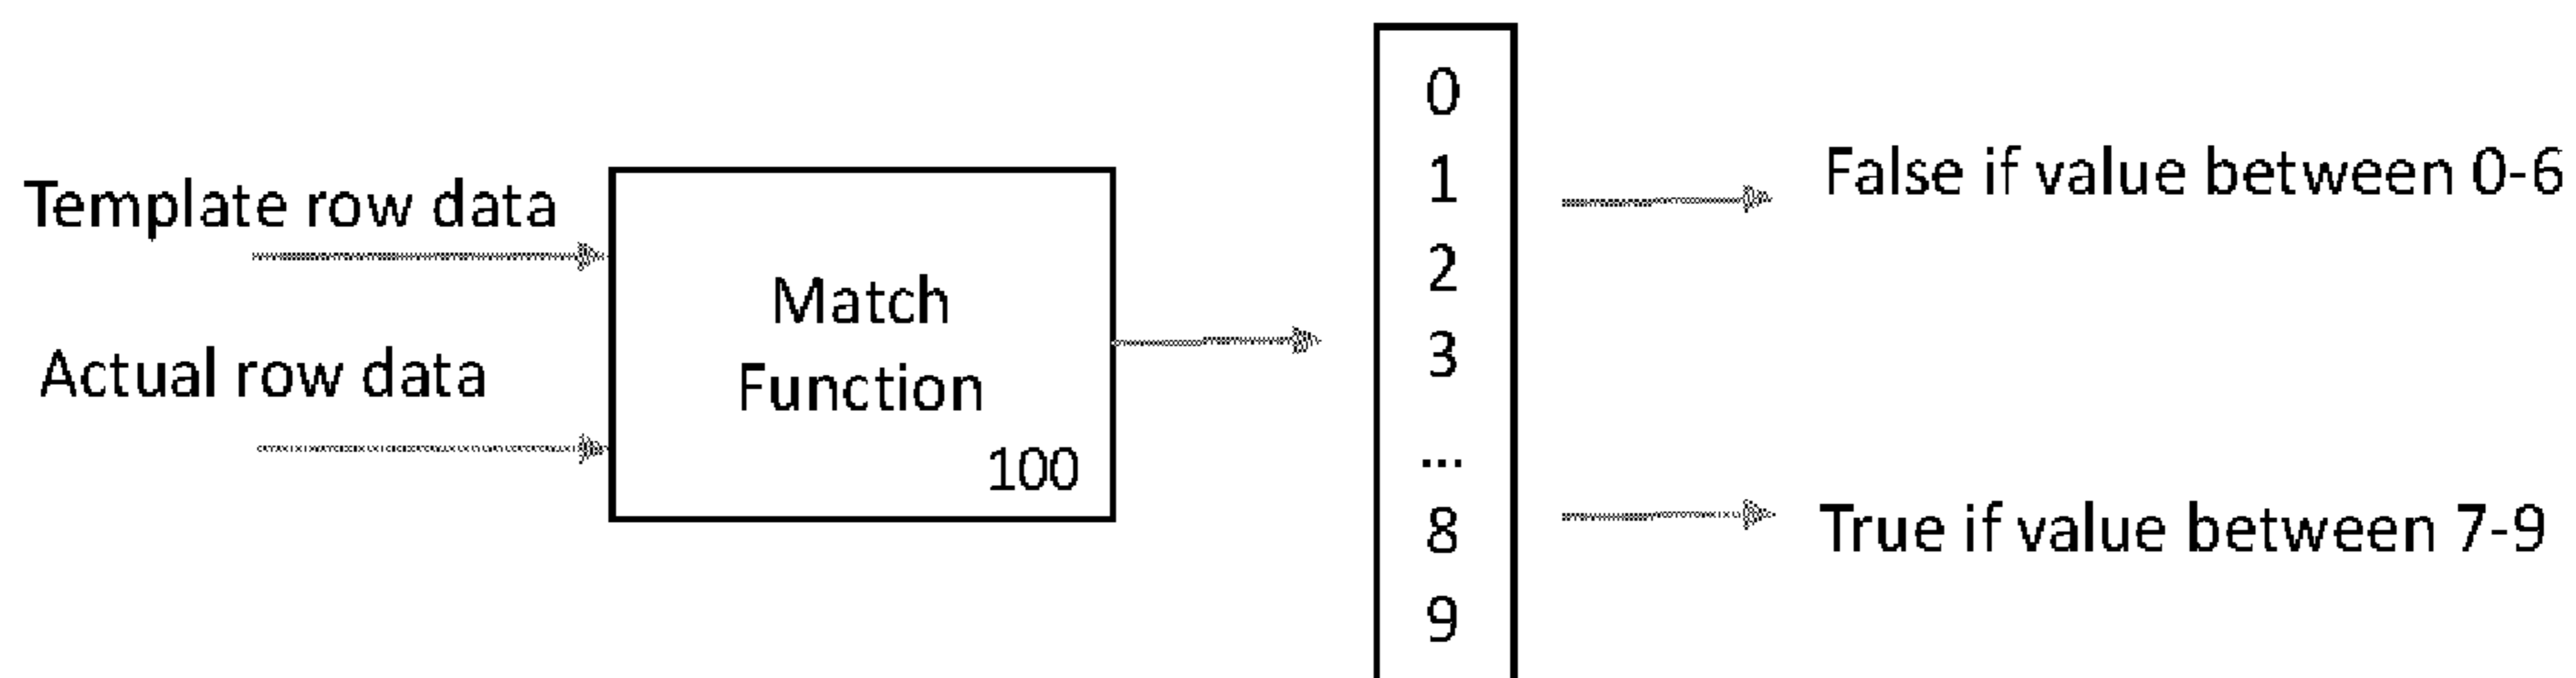 Template row data
Actual row data
Match
Function
100
0
1
2
3
...
8
9
False if value between 0-6
True if value between 7-9